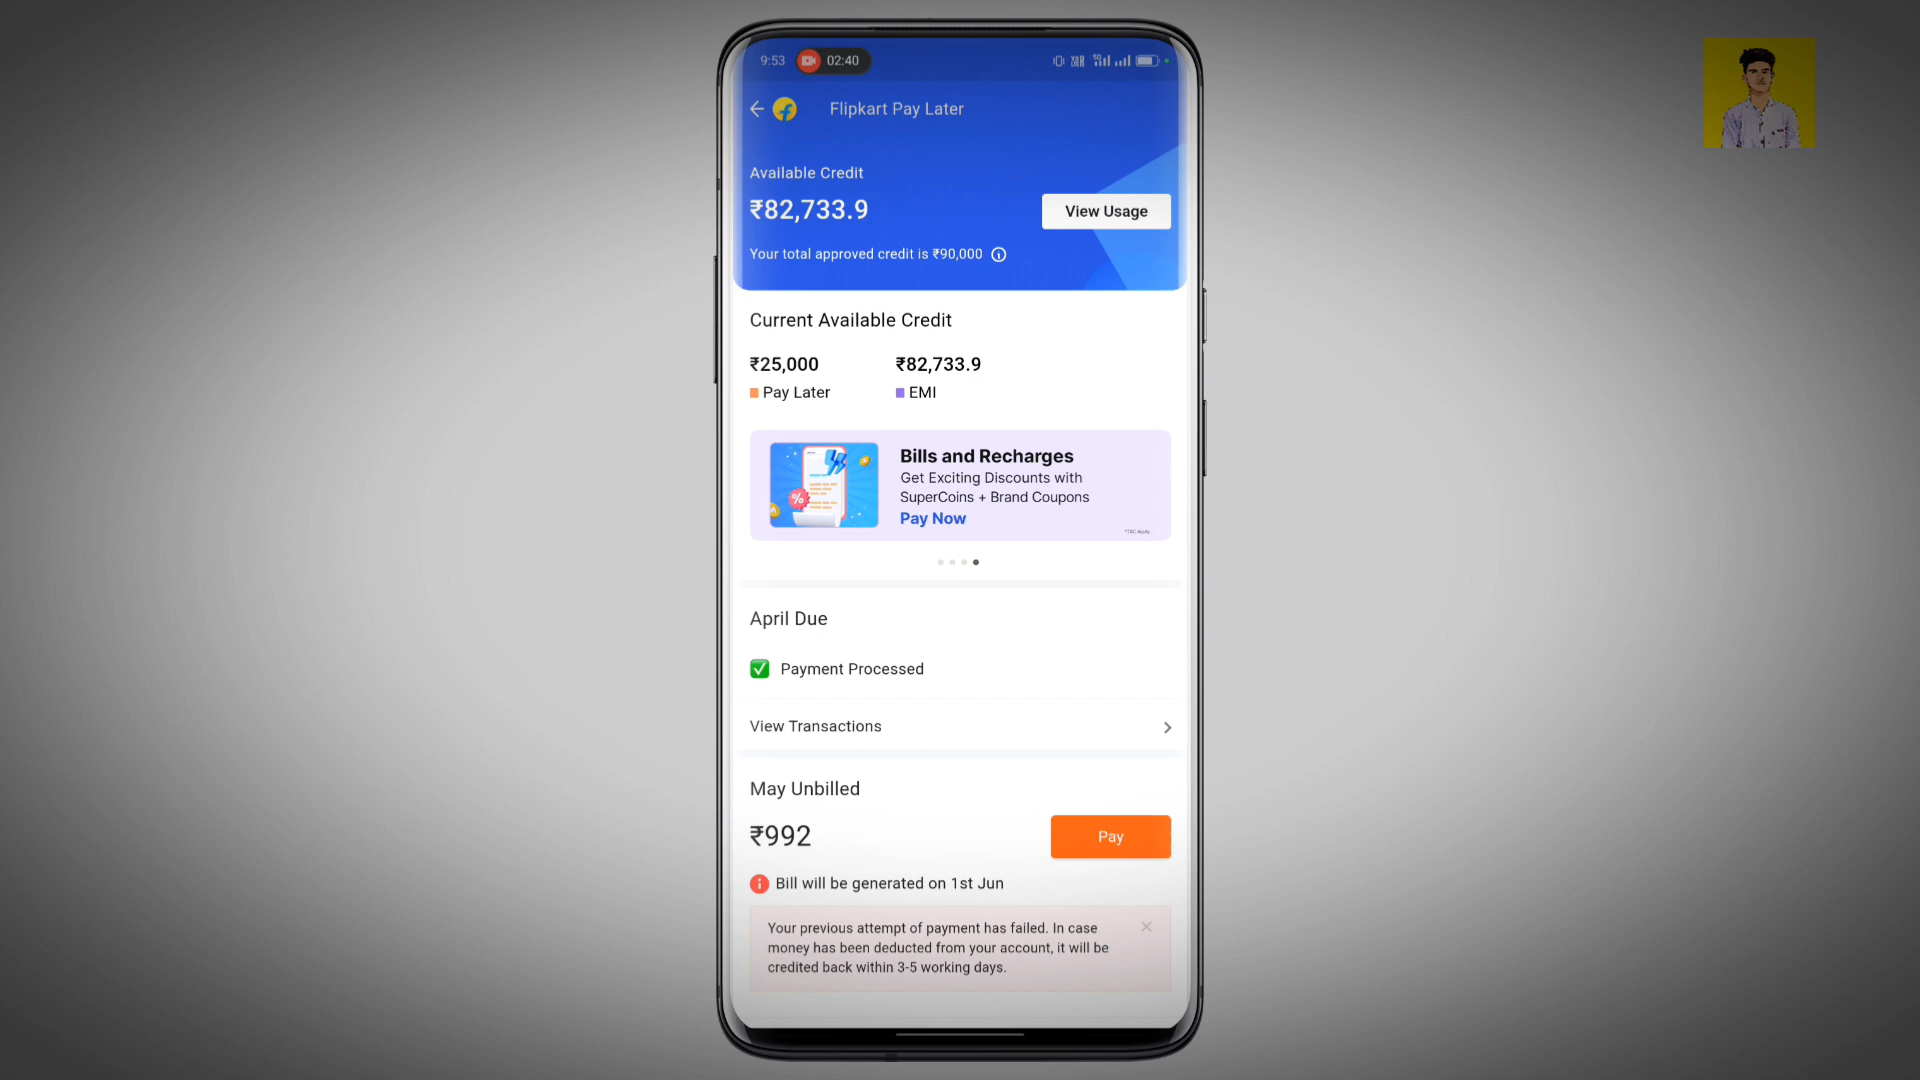 9:53
02:40
Flipkart Pay Later
Available Credit
₹82,733.9
View Usage
Your total approved credit is ₹90,000
Current Available Credit
₹25,000
₹82,733.9
Pay Later
EMI
Bills and Recharges
Get Exciting Discounts with
SuperCoins + Brand Coupons
Pay Now
*T&C Apply
April Due
Payment Processed
View Transactions
May Unbilled
₹992
Pay
Bill will be generated on 1st Jun
Your previous attempt of payment has failed. In case
money has been deducted from your account, it will be
credited back within 3-5 working days.